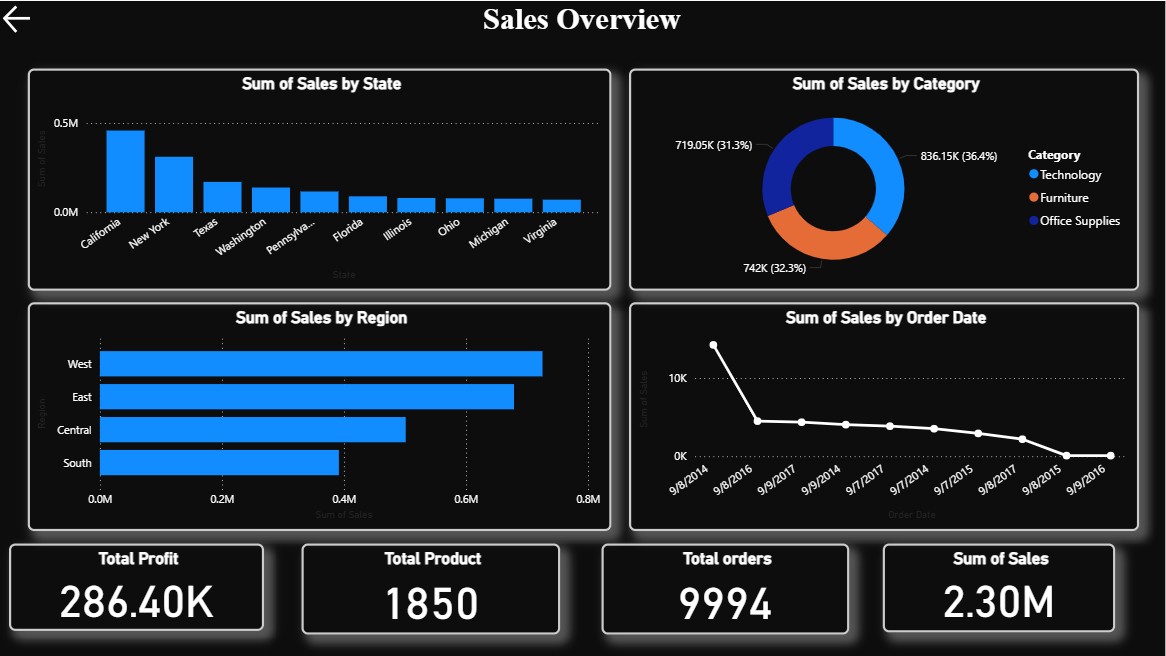 Sales Overview
Sum of Sales by State
Sum of Sales
0.5M
0.0M
California
New York
Texas
Washington
Pennsylva...
Florida
Illinois
Ohio
Michigan
Virginia
State
Sum of Sales by Category
719.05K (31.3%)
836.15K (36.4%)
742K (32.3%)
Category
Technology
Furniture
Office Supplies
Sum of Sales by Region
Region
West
East
Central
South
0.0M
0.2M
0.4M
0.6M
0.8M
Sum of Sales
Sum of Sales by Order Date
Sum of Sales
10K
0K
9/8/2014
9/8/2016
9/9/2017
9/9/2014
9/7/2017
9/7/2014
9/7/2015
9/8/2017
9/8/2015
9/9/2016
Order Date
Total Profit
286.40K
Total Product
1850
Total orders
9994
Sum of Sales
2.30M